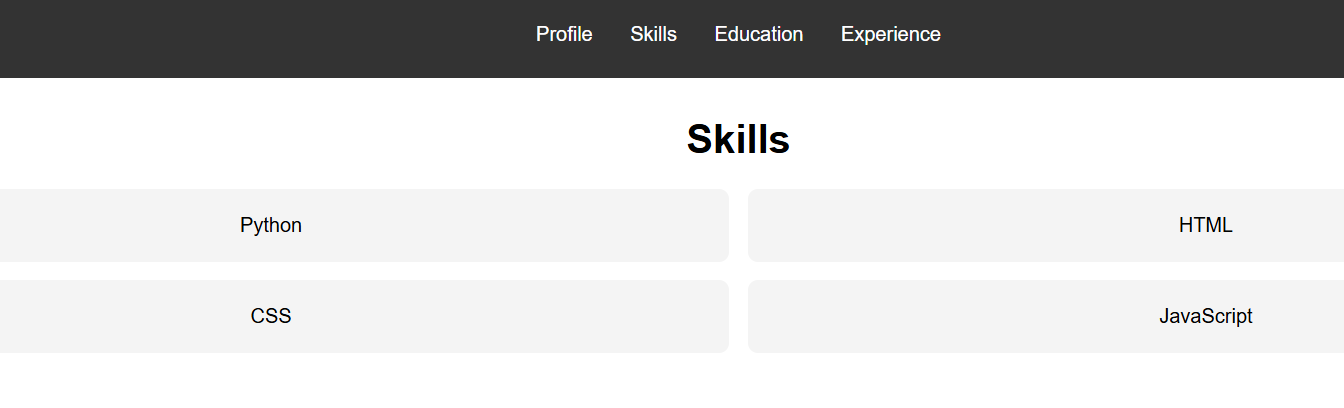 Profile Skills Education Experience
Skills
Python HTML
CSS JavaScript